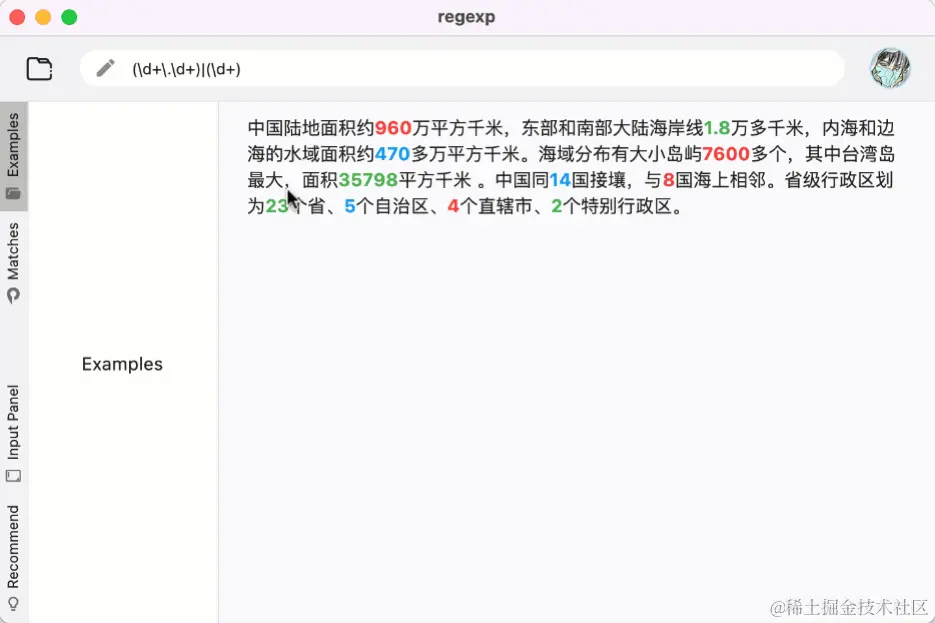 regexp
(\d+\.\d+)|(\d+)
Examples
Matches
Input Panel
Recommend
Examples
中国陆地面积约960万平方千米，东部和南部大陆海岸线1.8万多千米，内海和边
海的水域面积约470多万平方千米。海域分布有大小岛屿7600多个，其中台湾岛
最大，面积35798平方千米 。中国同14国接壤，与8国海上相邻。省级行政区划
为23个省、5个自治区、4个直辖市、2个特别行政区。
@稀土掘金技术社区